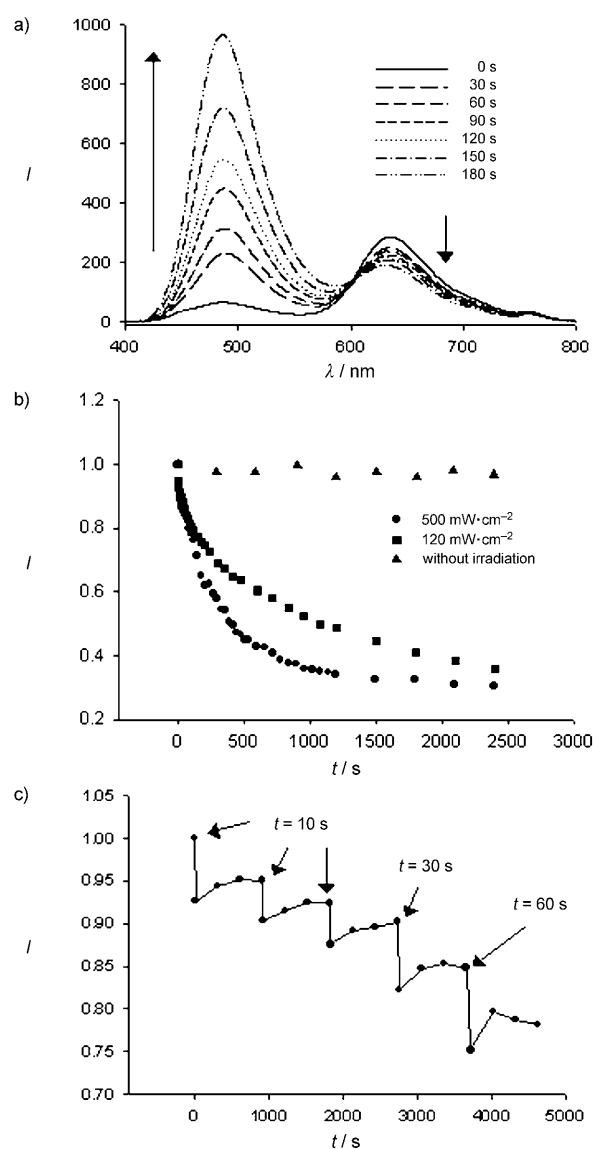 a)
1000
800
600
400
200
0
I
0 s
30 s
60 s
90 s
120 s
150 s
180 s
400 500 600 700 800
λ / nm
b)
1.2
1.0
0.8
0.6
0.4
0.2
I
500 mW·cm⁻²
120 mW·cm⁻²
without irradiation
0 500 1000 1500 2000 2500 3000
t / s
c)
1.05
1.00
0.95
0.90
0.85
0.80
0.75
0.70
I
t = 10 s
t = 30 s
t = 60 s
0 1000 2000 3000 4000 5000
t / s